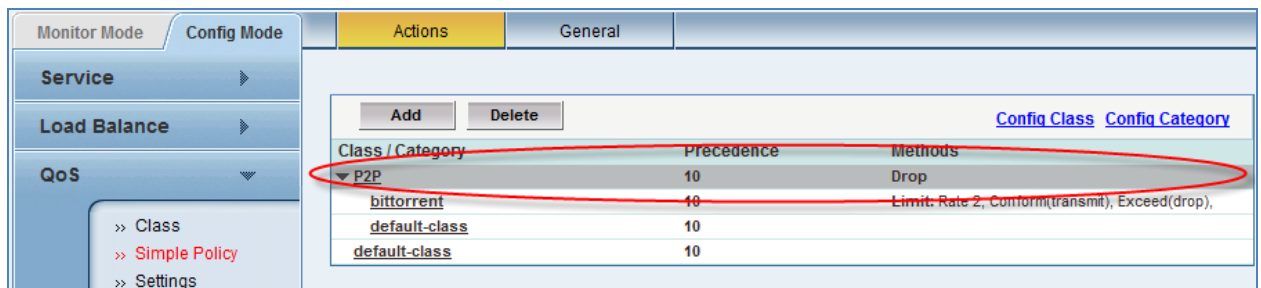 Monitor Mode Config Mode Actions General
Service
Add Delete Config Class Config Category
Load Balance
Class / Category Precedence Methods
QoS P2P 10 Drop
bittorrent 10 Limit: Rate 2, Conform(transmit), Exceed(drop),
» Class default-class 10
» Simple Policy default-class 10
» Settings